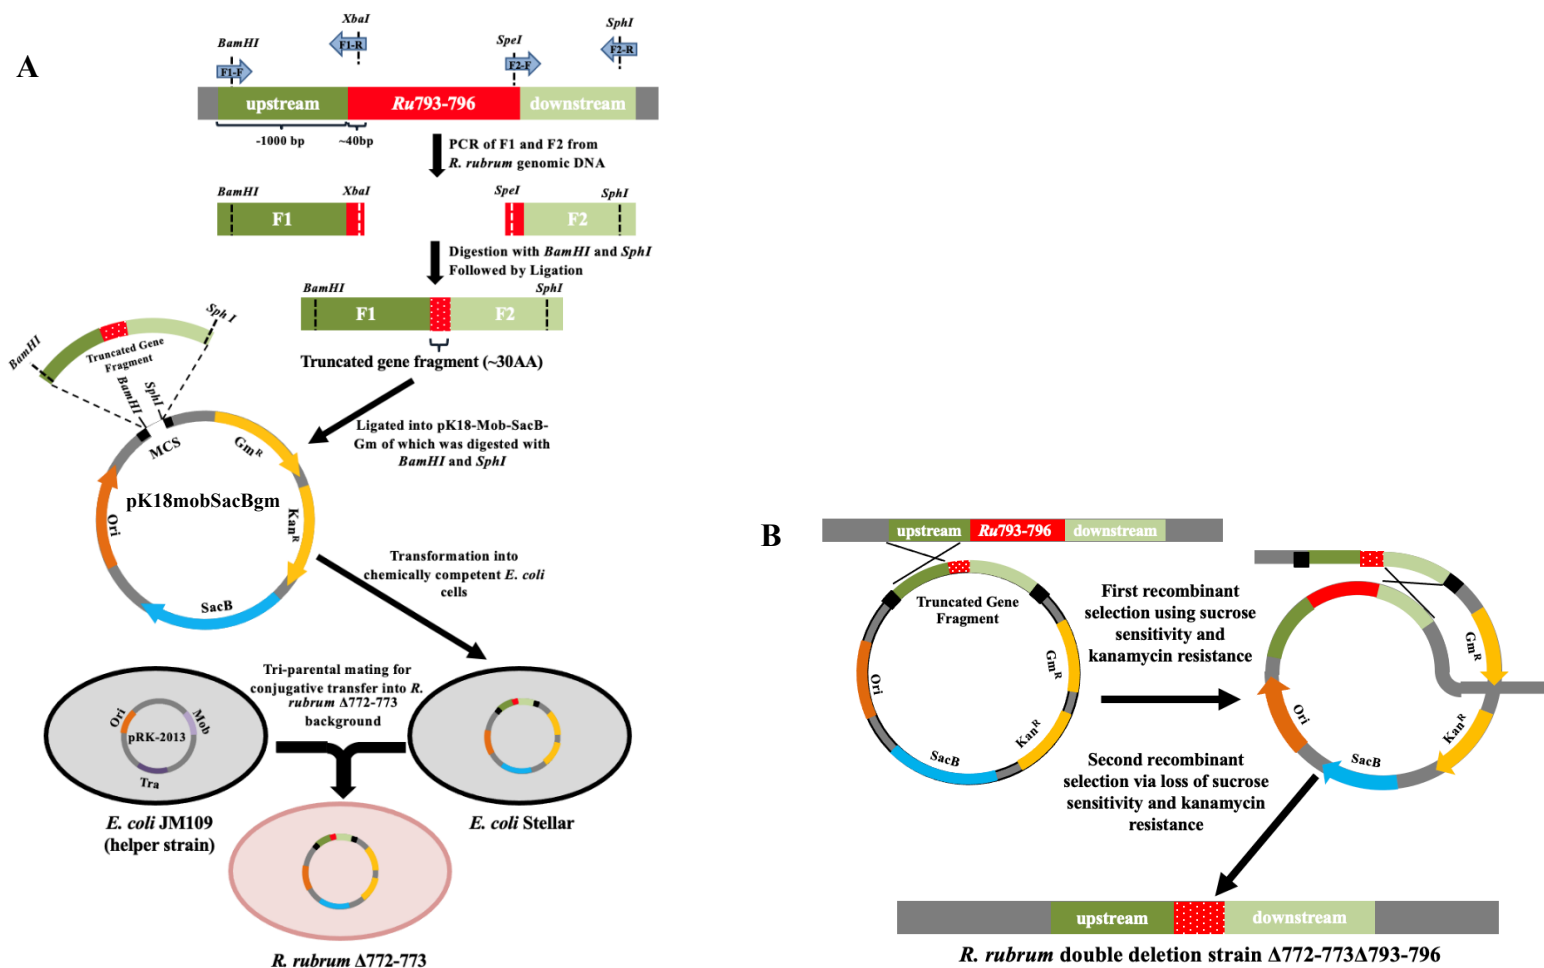 A
BamHI
XbaI
SpeI
SphI
F1-F
F1-R
F2-F
F2-R
upstream
Ru793-796
downstream
-1000 bp
~40bp
PCR of F1 and F2 from
R. rubrum genomic DNA
BamHI
XbaI
SpeI
SphI
F1
F2
Digestion with BamHI and SphI
Followed by Ligation
BamHI
SphI
F1
F2
Truncated gene fragment (~30AA)
BamHI
Sph I
Truncated Gene
Fragment
BamHI
SphI
MCS
GmR
KanR
SacB
Ori
pK18mobSacBgm
Ligated into pK18-Mob-SacB-
Gm of which was digested with
BamHI and SphI
Transformation into
chemically competent E. coli
cells
Tri-parental mating for
conjugative transfer into R.
rubrum Δ772-773
background
Ori
Mob
pRK-2013
Tra
E. coli JM109
(helper strain)
E. coli Stellar
R. rubrum Δ772-773
B
upstream
Ru793-796
downstream
Truncated Gene
Fragment
Ori
GmR
KanR
SacB
First recombinant
selection using sucrose
sensitivity and
kanamycin resistance
GmR
Ori
KanR
SacB
Second recombinant
selection via loss of sucrose
sensitivity and kanamycin
resistance
upstream
downstream
R. rubrum double deletion strain Δ772-773Δ793-796